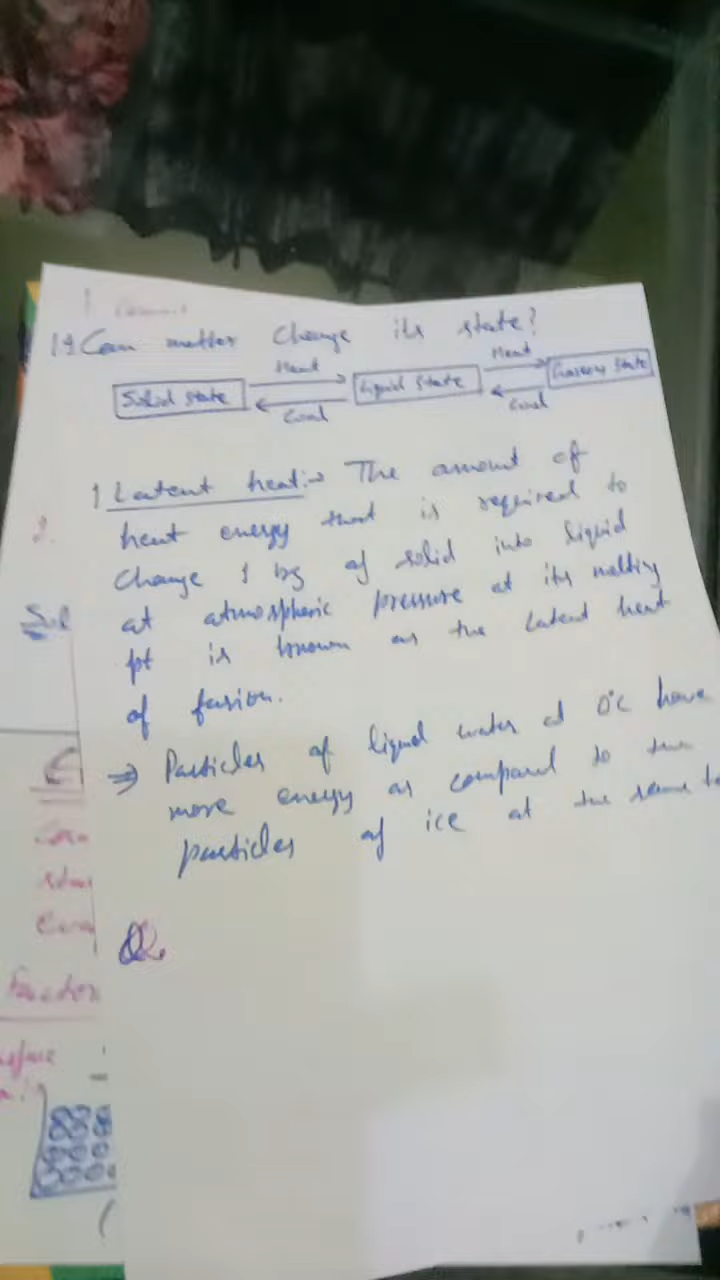 Can matter change its state?
Solid state Heat Cool Liquid state Heat Cool Gaseous state
1 Latent heat:→ The amount of
heat energy that is required to
change 1 kg of solid into liquid
at atmospheric pressure at its melting
pt is known as the latent heat
of fusion.
⇒ Particles of liquid water at 0°C have
more energy as compared to the
particles of ice at the same
Q.
2.
Factor